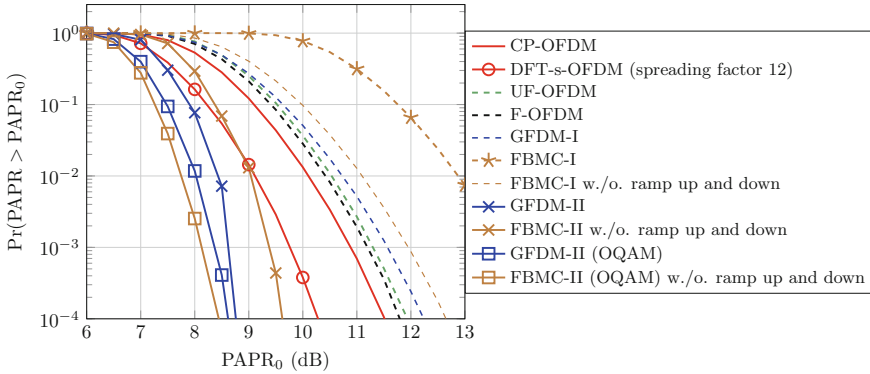 Pr(PAPR > PAPR₀)
10⁰
10⁻¹
10⁻²
10⁻³
10⁻⁴
6 7 8 9 10 11 12 13
PAPR₀ (dB)
CP-OFDM
DFT-s-OFDM (spreading factor 12)
UF-OFDM
F-OFDM
GFDM-I
FBMC-I
FBMC-I w./o. ramp up and down
GFDM-II
FBMC-II w./o. ramp up and down
GFDM-II (OQAM)
FBMC-II (OQAM) w./o. ramp up and down